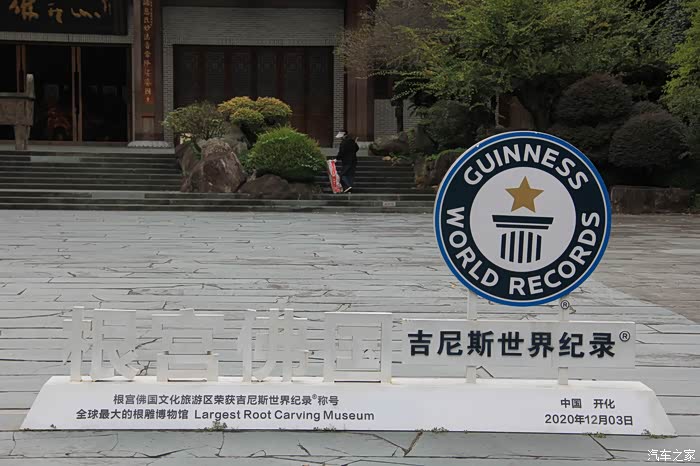 GUINNESS
WORLD RECORDS
®
根宫佛国
吉尼斯世界纪录®
根宫佛国文化旅游区荣获吉尼斯世界纪录®称号
全球最大的根雕博物馆 Largest Root Carving Museum
中国 开化
2020年12月03日
汽车之家